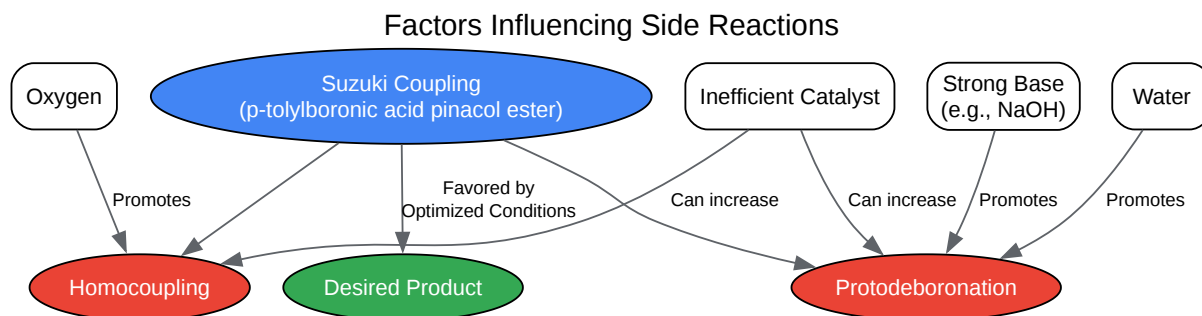 Factors Influencing Side Reactions
Oxygen
Suzuki Coupling
(p-tolylboronic acid pinacol ester)
Inefficient Catalyst
Strong Base
(e.g., NaOH)
Water
Promotes
Favored by
Optimized Conditions
Can increase
Can increase
Promotes
Promotes
Homocoupling
Desired Product
Protodeboronation